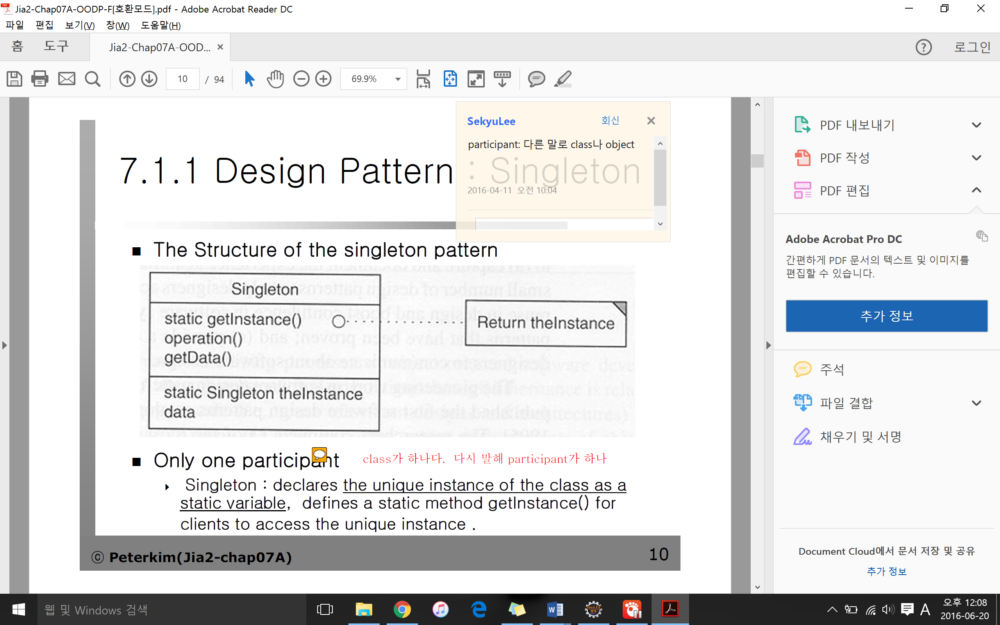 Jia2-Chap07A-OODP-F[호환모드].pdf - Adobe Acrobat Reader DC
파일 편집 보기(V) 창(W) 도움말(H)
홈 도구 Jia2-Chap07A-OOD... 로그인
10 / 94 69.9%
SekyuLee 회신
participant: 다른 말로 class나 object
2016-04-11 오전 10:04
7.1.1 Design Pattern : Singleton
The Structure of the singleton pattern
Singleton
static getInstance()
operation()
getData()
static Singleton theInstance
data
Return theInstance
Only one participant class가 하나다. 다시 말해 participant가 하나
Singleton : declares the unique instance of the class as a
static variable, defines a static method getInstance() for
clients to access the unique instance .
ⓒ Peterkim(Jia2-chap07A) 10
PDF 내보내기
PDF 작성
PDF 편집
Adobe Acrobat Pro DC
간편하게 PDF 문서의 텍스트 및 이미지를
편집할 수 있습니다.
추가 정보
주석
파일 결합
채우기 및 서명
Document Cloud에서 문서 저장 및 공유
추가 정보
웹 및 Windows 검색
Java EE
IDE
A
오후 12:08
2016-06-20